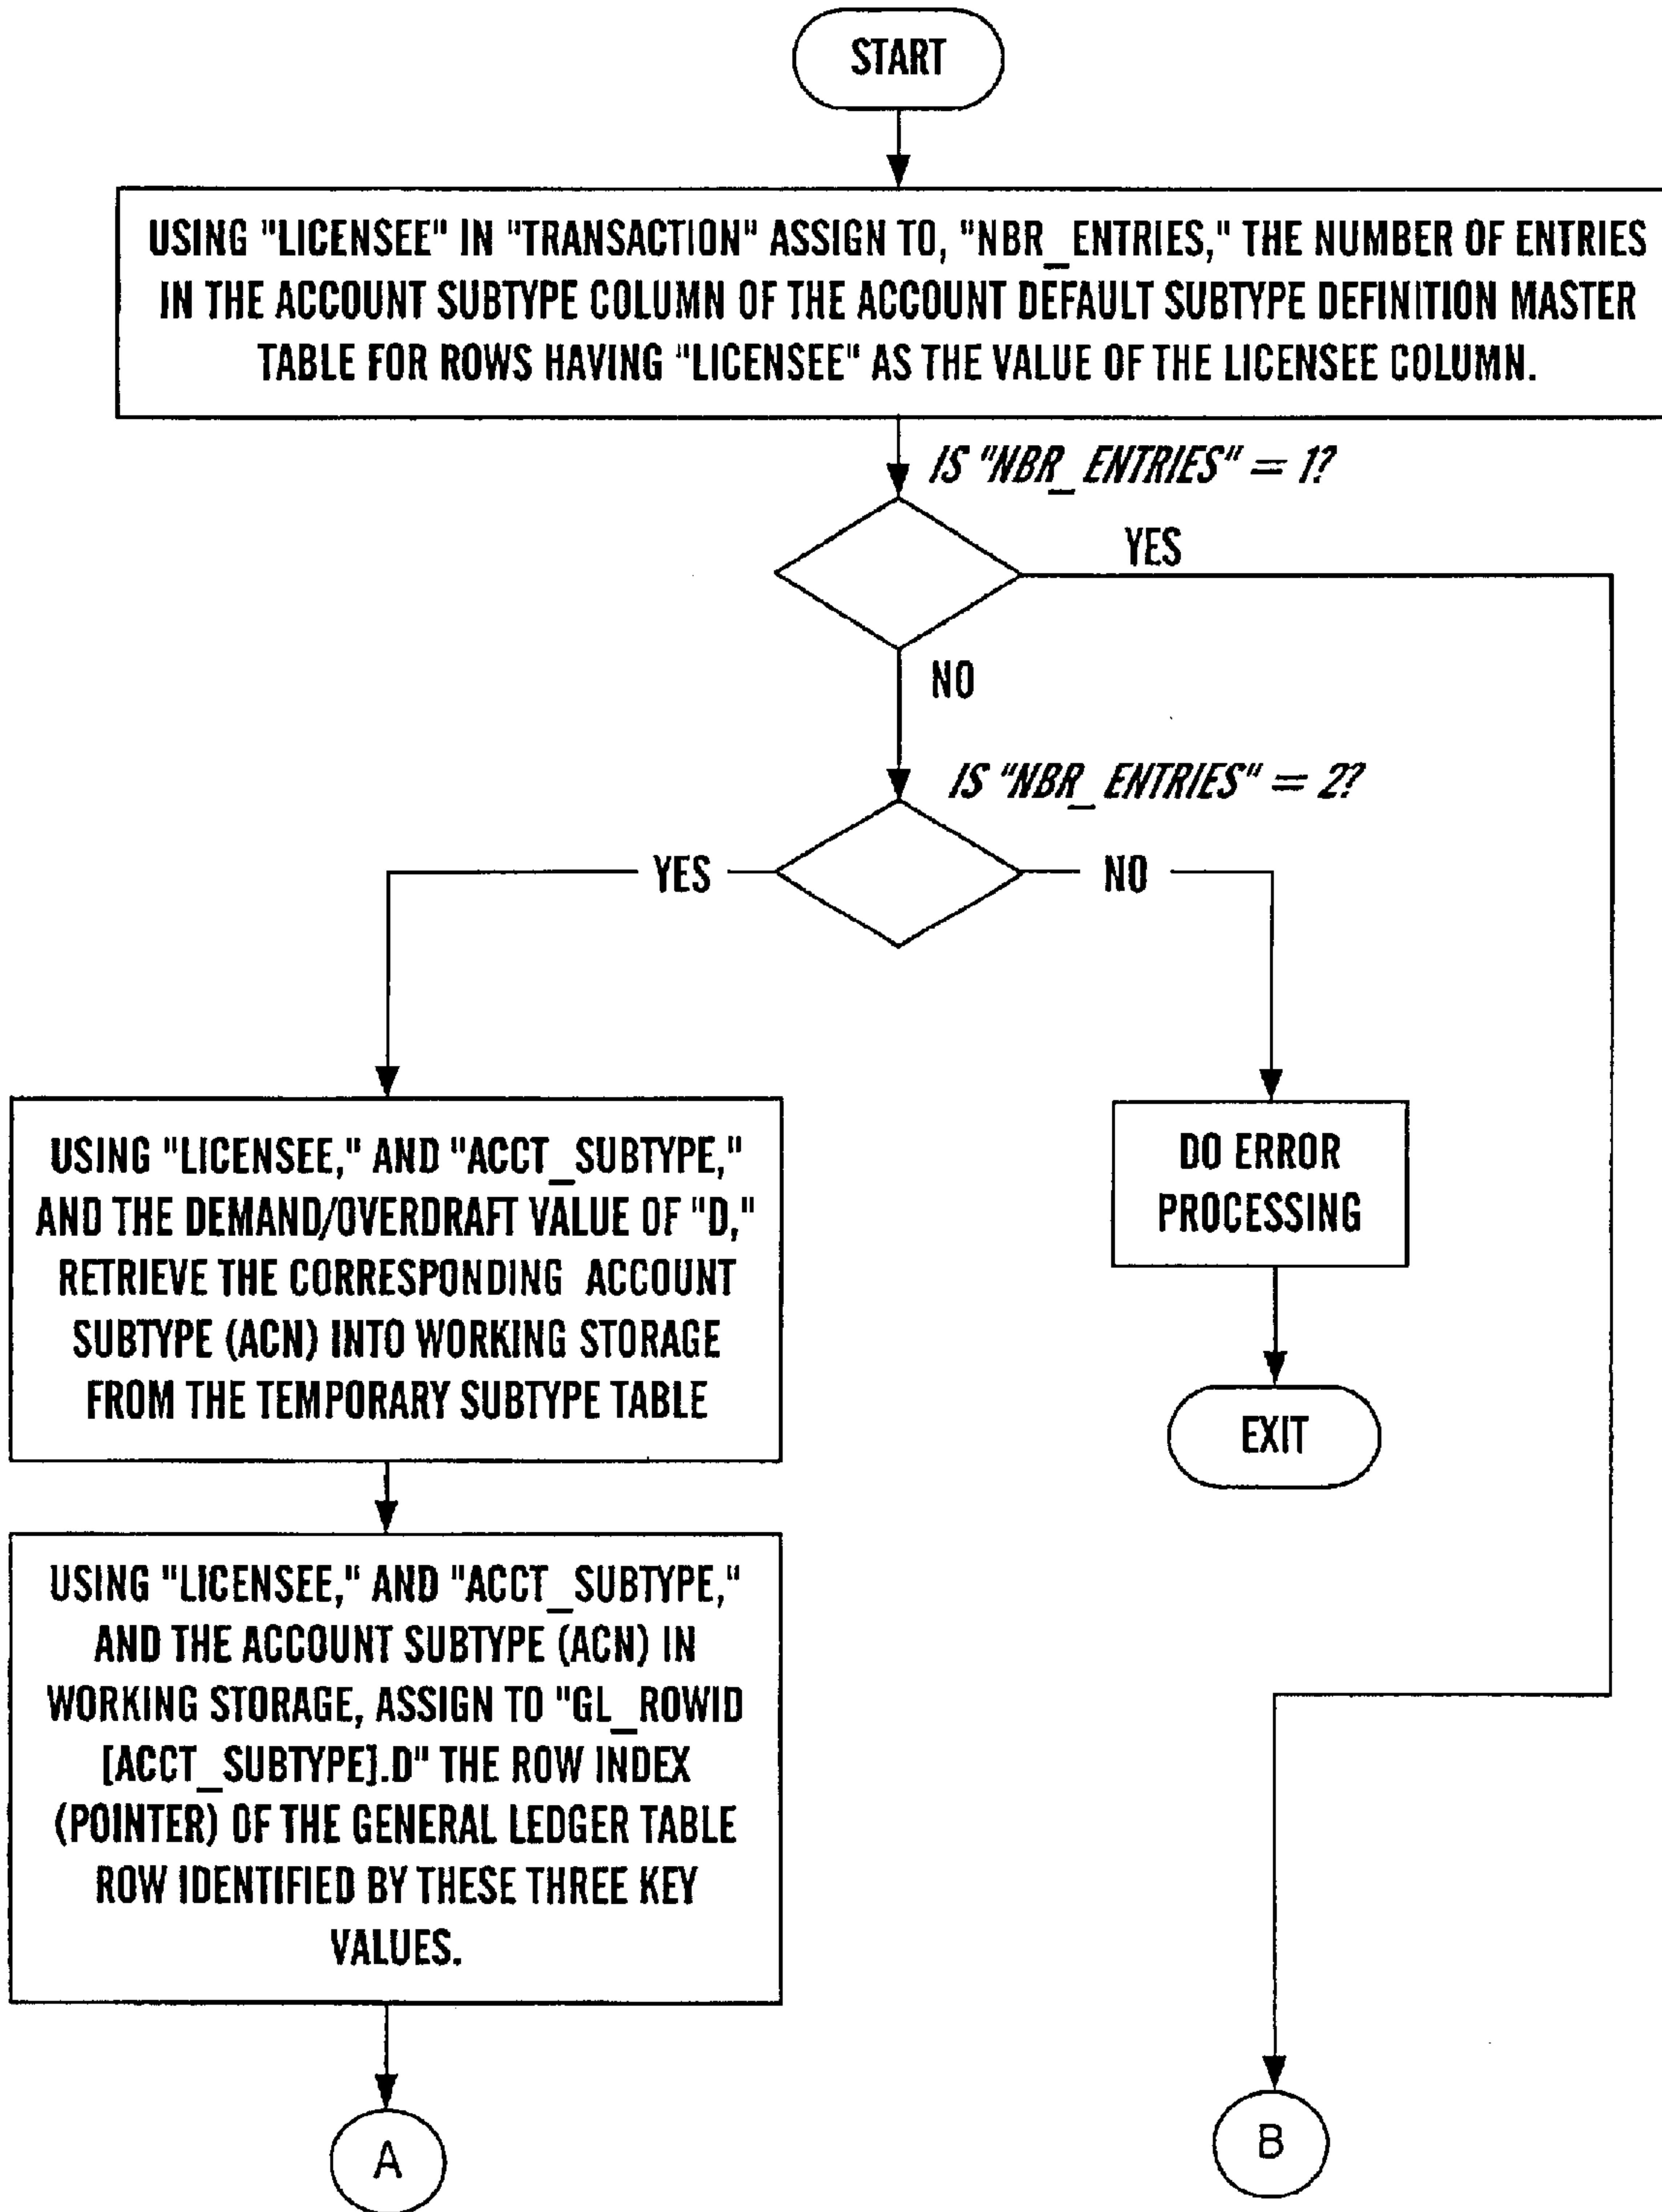 START
USING "LICENSEE" IN "TRANSACTION" ASSIGN TO, "NBR_ENTRIES," THE NUMBER OF ENTRIES
IN THE ACCOUNT SUBTYPE COLUMN OF THE ACCOUNT DEFAULT SUBTYPE DEFINITION MASTER
TABLE FOR ROWS HAVING "LICENSEE" AS THE VALUE OF THE LICENSEE COLUMN.
IS "NBR_ENTRIES" = 1?
YES
NO
IS "NBR_ENTRIES" = 2?
YES
NO
USING "LICENSEE," AND "ACCT_SUBTYPE,"
AND THE DEMAND/OVERDRAFT VALUE OF "D,"
RETRIEVE THE CORRESPONDING ACCOUNT
SUBTYPE (ACN) INTO WORKING STORAGE
FROM THE TEMPORARY SUBTYPE TABLE
DO ERROR
PROCESSING
EXIT
USING "LICENSEE," AND "ACCT_SUBTYPE,"
AND THE ACCOUNT SUBTYPE (ACN) IN
WORKING STORAGE, ASSIGN TO "GL_ROWID
[ACCT_SUBTYPE].D" THE ROW INDEX
(POINTER) OF THE GENERAL LEDGER TABLE
ROW IDENTIFIED BY THESE THREE KEY
VALUES.
A
B